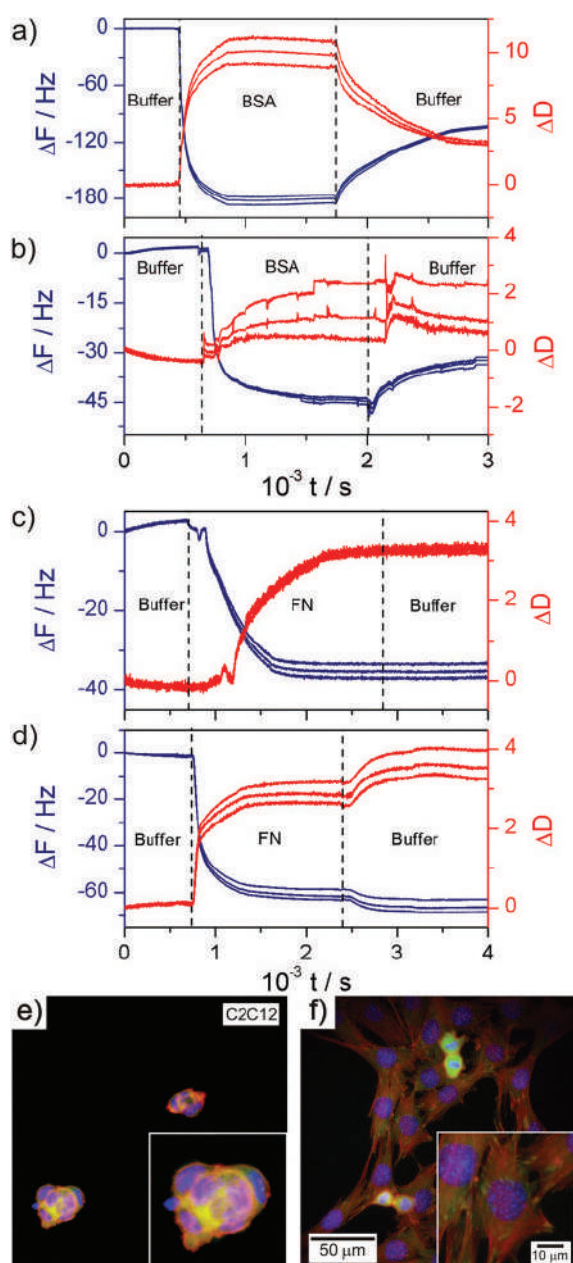 a)
ΔF / Hz
0
-60
-120
-180
Buffer
BSA
Buffer
10
5
0
ΔD
b)
ΔF / Hz
0
-15
-30
-45
Buffer
BSA
Buffer
4
2
0
-2
ΔD
0 1 2 3
10⁻³ t / s
c)
ΔF / Hz
0
-20
-40
Buffer
FN
Buffer
4
2
0
ΔD
d)
ΔF / Hz
0
-20
-40
-60
Buffer
FN
Buffer
4
2
0
ΔD
0 1 2 3 4
10⁻³ t / s
e)
C2C12
f)
50 μm
10 μm